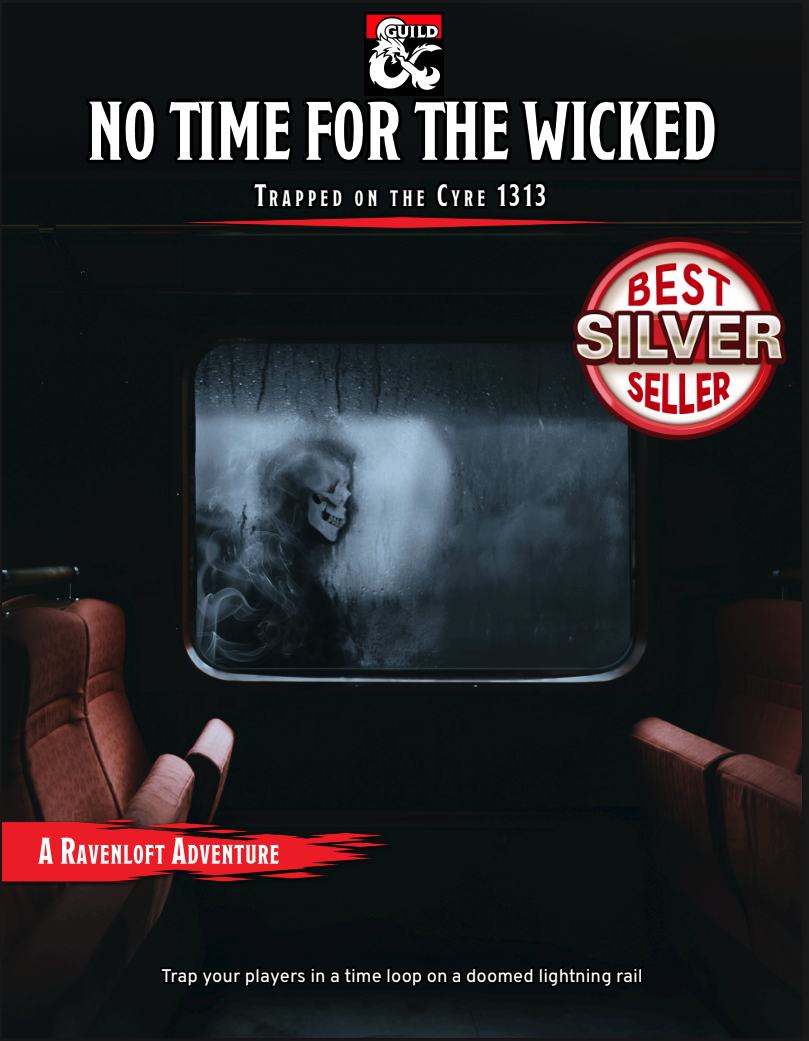 GUILD
NO TIME FOR THE WICKED
TRAPPED ON THE CYRE 1313
BEST
SILVER
SELLER
A RAVENLOFT ADVENTURE
Trap your players in a time loop on a doomed lightning rail